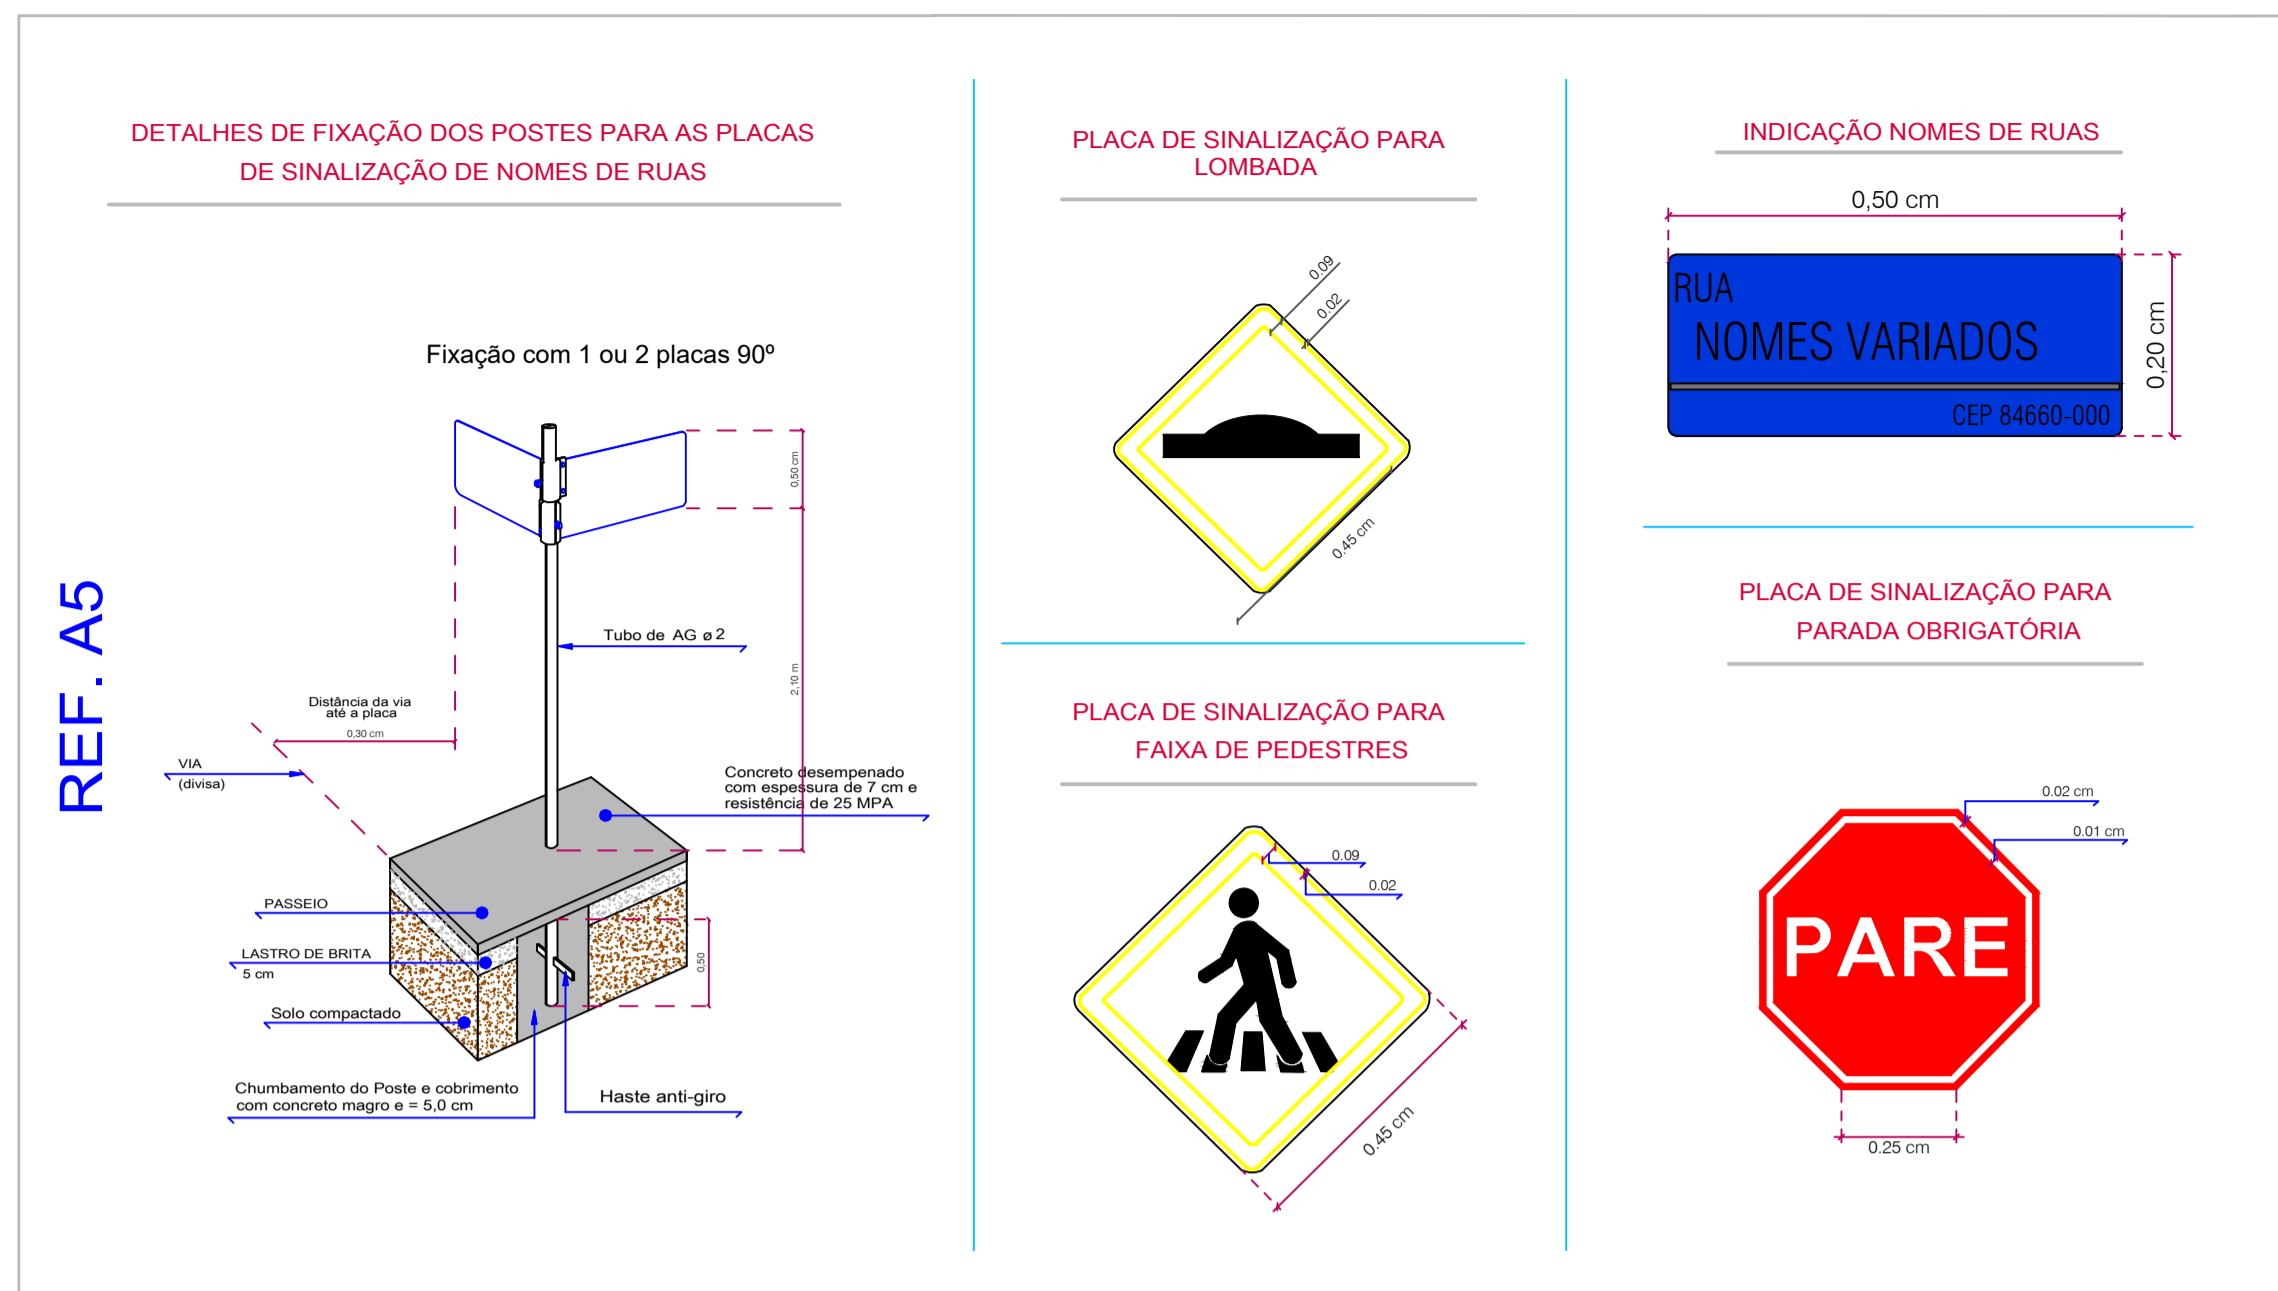 REF. A5
DETALHES DE FIXAÇÃO DOS POSTES PARA AS PLACAS
DE SINALIZAÇÃO DE NOMES DE RUAS
Fixação com 1 ou 2 placas 90º
0,50 cm
Tubo de AG ø 2
2,10 m
Distância da via
até a placa
0,30 cm
VIA
(divisa)
Concreto desempenado
com espessura de 7 cm e
resistência de 25 MPA
PASSEIO
LASTRO DE BRITA
5 cm
0,50
Solo compactado
Chumbamento do Poste e cobrimento
com concreto magro e = 5,0 cm
Haste anti-giro
PLACA DE SINALIZAÇÃO PARA
LOMBADA
0.09
0.02
0.45 cm
PLACA DE SINALIZAÇÃO PARA
FAIXA DE PEDESTRES
0.09
0.02
0.45 cm
INDICAÇÃO NOMES DE RUAS
0,50 cm
RUA
NOMES VARIADOS
CEP 84660-000
0,20 cm
PLACA DE SINALIZAÇÃO PARA
PARADA OBRIGATÓRIA
0.02 cm
0.01 cm
PARE
0.25 cm